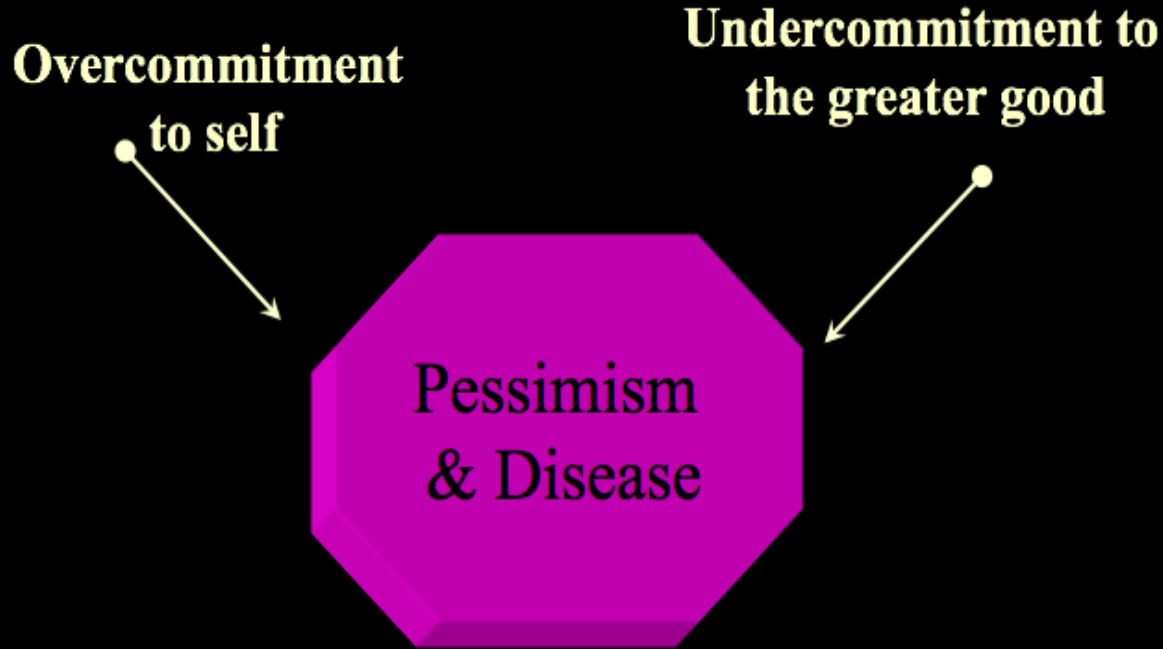 Overcommitment
to self
Undercommitment to
the greater good
Pessimism
& Disease